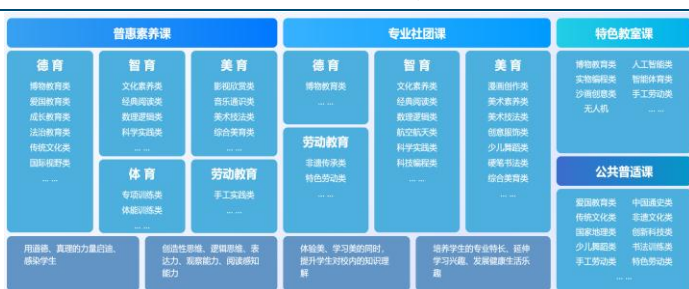 普惠素养课
德育
博物教育类
爱国教育类
成长教育类
法治教育类
传统文化类
国际视野类
... ...
智育
文化素养类
经典阅读类
数理逻辑类
科学实践类
... ...
美育
影视欣赏类
音乐通识类
美术技法类
综合美育类
... ...
体育
专项训练类
体能训练类
... ...
劳动教育
手工实践类
... ...
专业社团课
德育
博物教育类
... ...
劳动教育
非遗传承类
特色劳动类
... ...
智育
文化素养类
经典阅读类
数理逻辑类
航空航天类
科学实践类
科技编程类
... ...
美育
漫画创作类
美术素养类
美术技法类
创意服饰类
少儿舞蹈类
硬笔书法类
综合美育类
... ...
特色教室课
博物教育类 人工智能类
实物编程类 智能体育类
沙画创意类 手工劳动类
无人机 ... ...
公共普适课
爱国教育类 中国通史类
传统文化类 非遗文化类
国家地理类 创新科技类
少儿舞蹈类 书法训练类
手工劳动类 特色劳动类
... ...
用道德、真理的力量启迪、
感染学生
创造性思维、逻辑思维、表
达力、观察能力、阅读感知
能力
体验美、学习美的同时，
提升学生对校内的知识理
解
培养学生的专业特长、延伸
学习兴趣、发展健康生活乐
趣